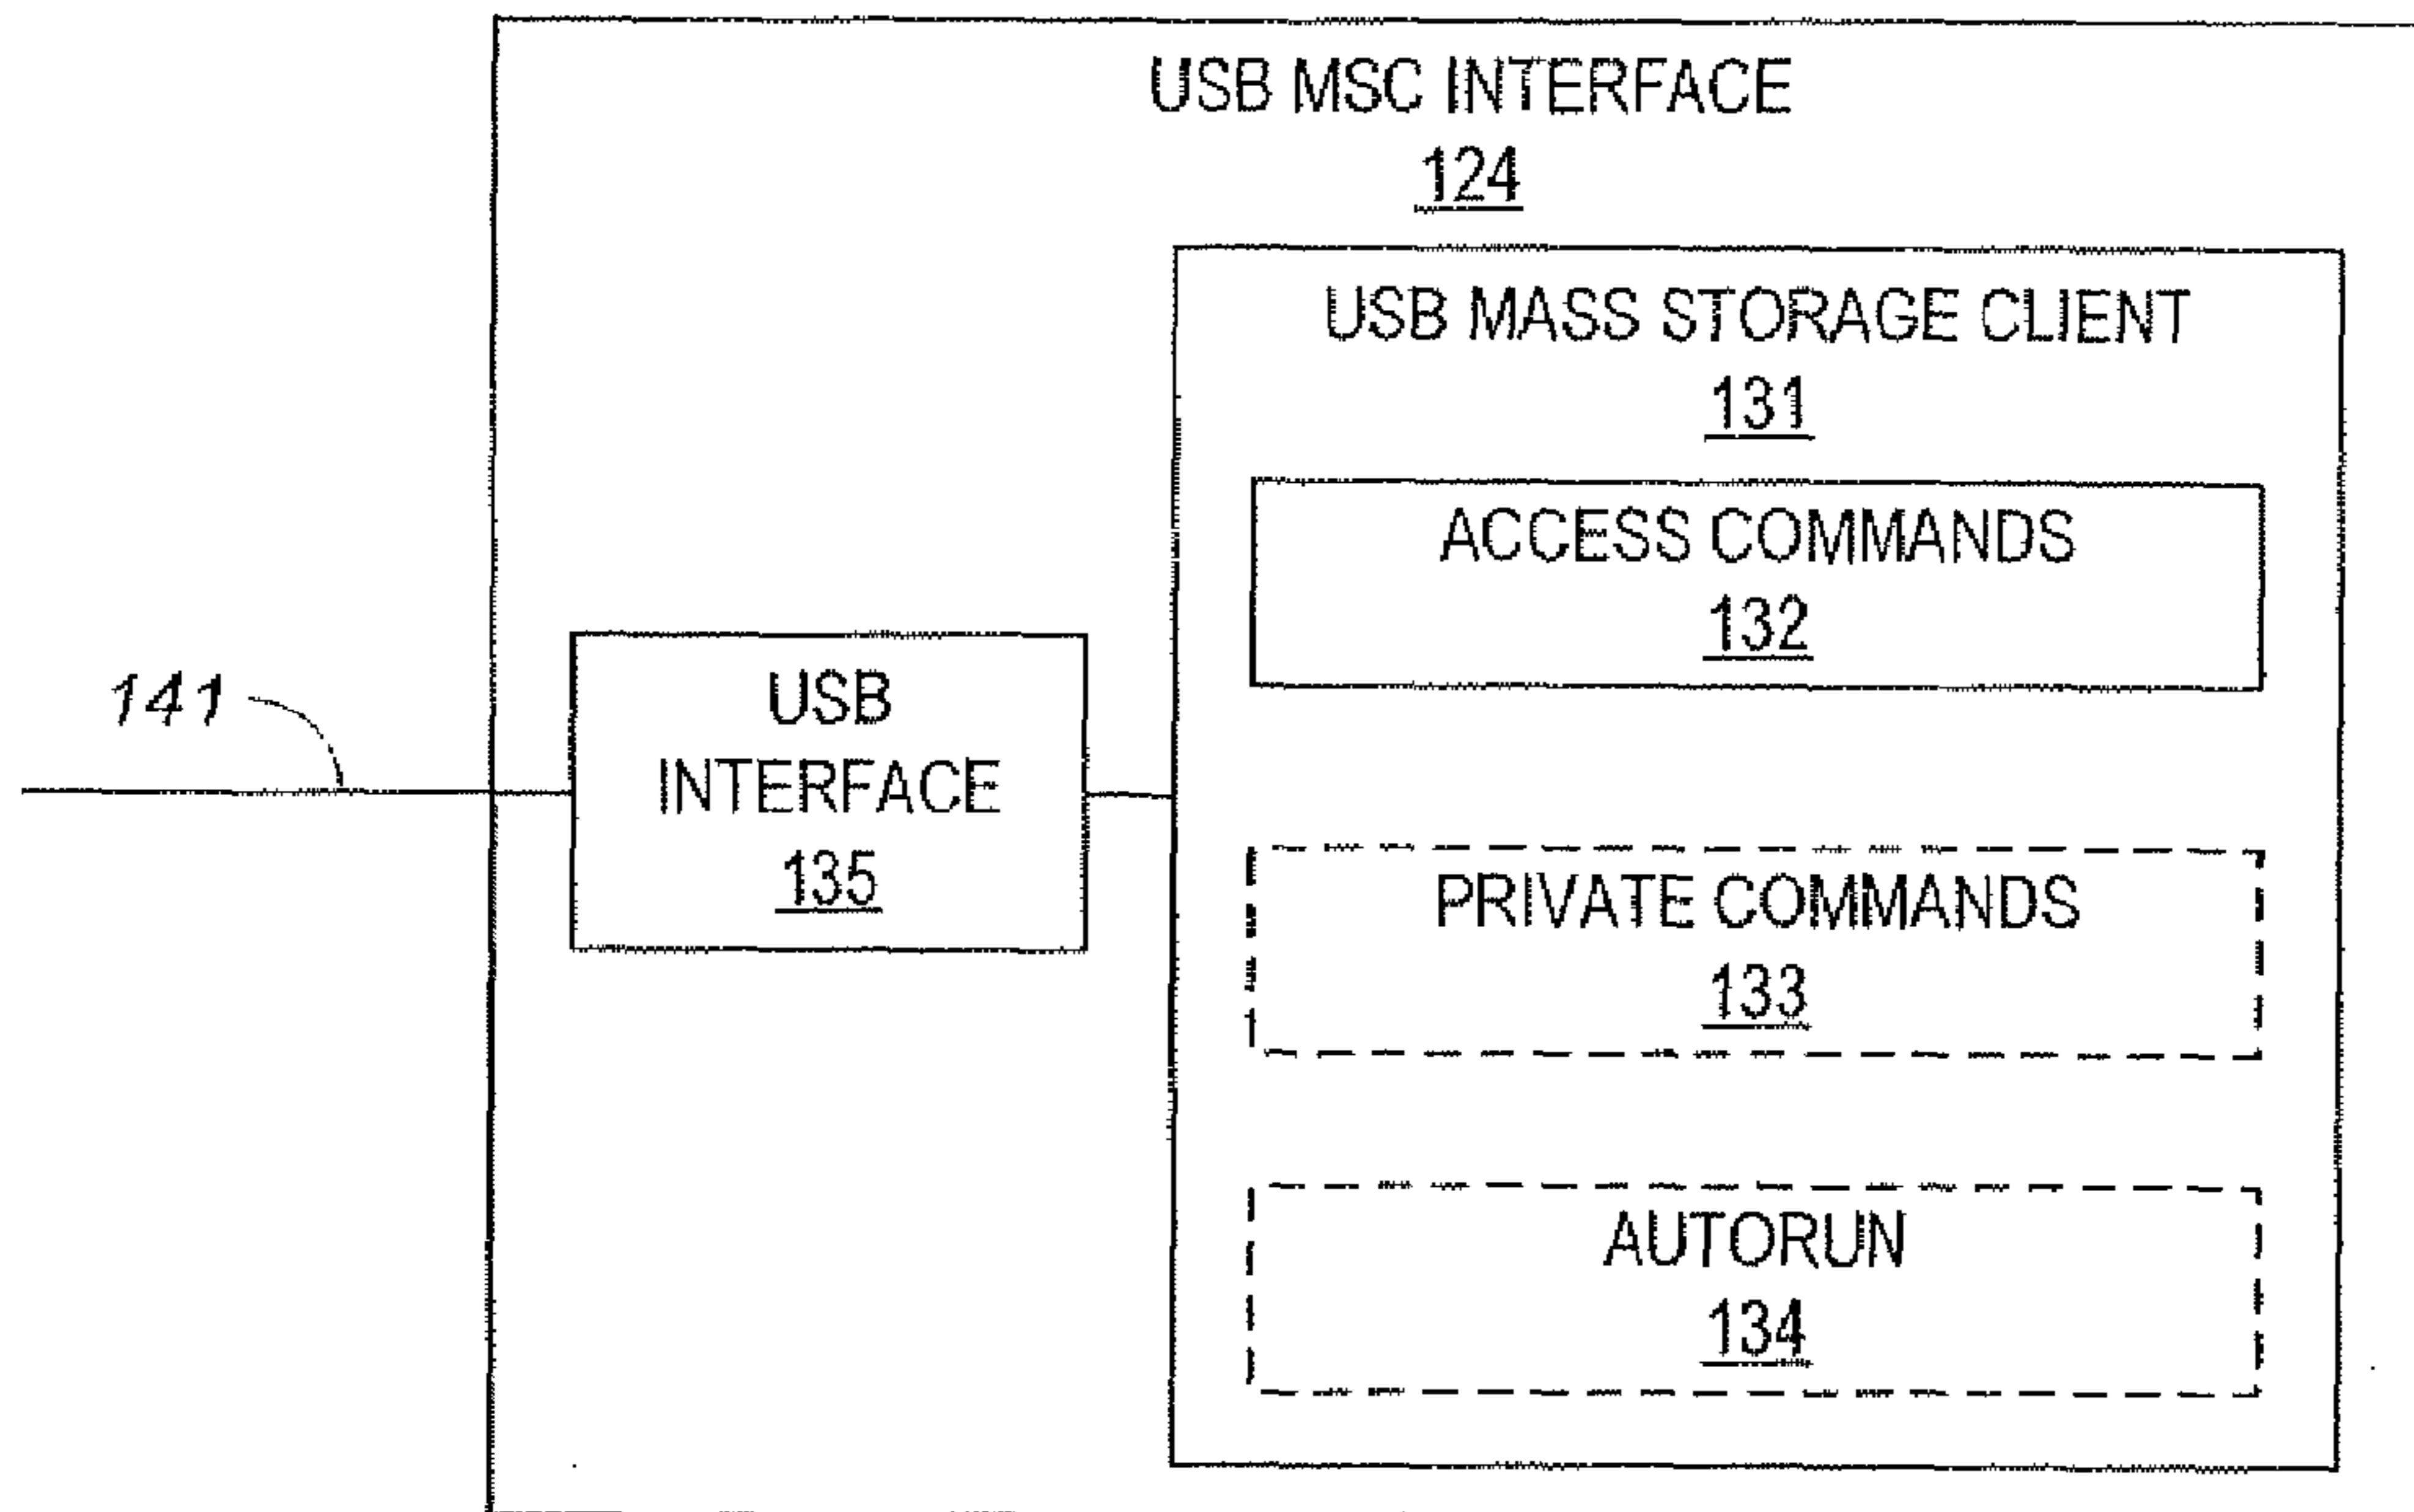 USB MSC INTERFACE
124
USB MASS STORAGE CLIENT
131
ACCESS COMMANDS
132
141
USB
INTERFACE
135
PRIVATE COMMANDS
133
AUTORUN
134